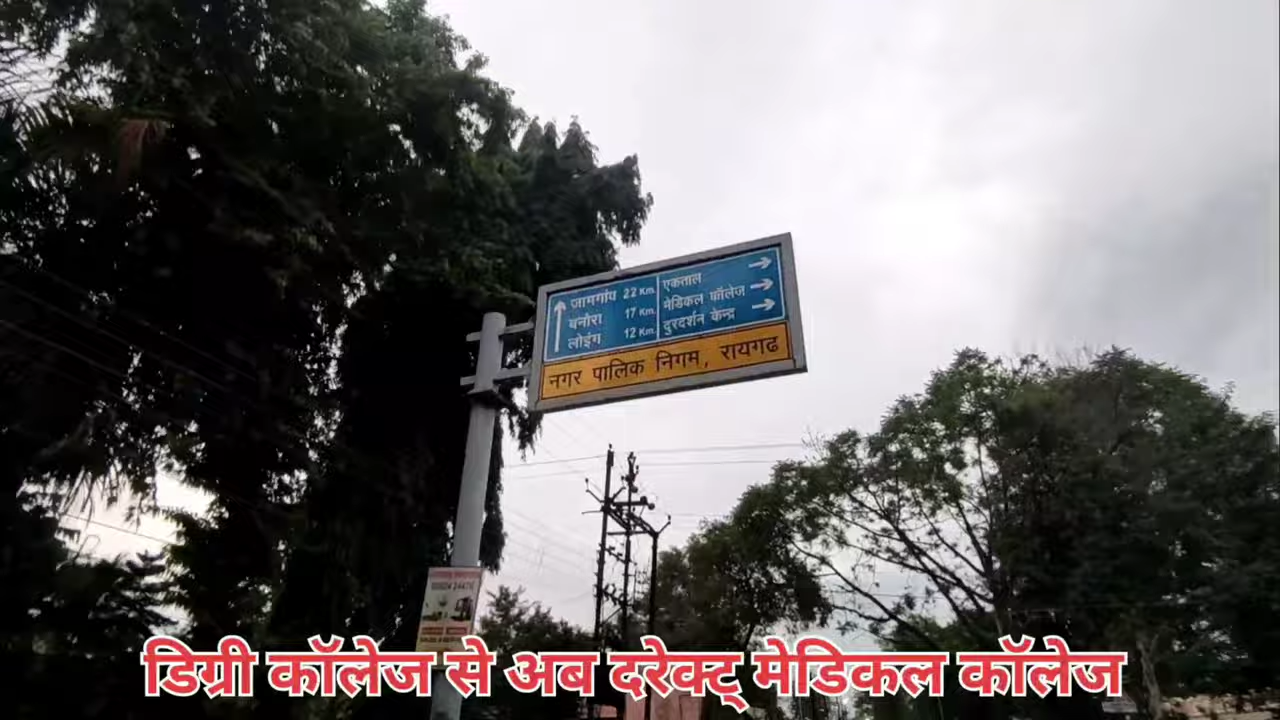 जामगांव 22 Km.
बनोरा 17 Km.
लोइंग 12 Km.
एकताल
मेडिकल कॉलेज
दुरदर्शन केन्द्र
नगर पालिक निगम, रायगढ
डिग्री कॉलेज से अब दरेक्ट् मेडिकल कॉलेज